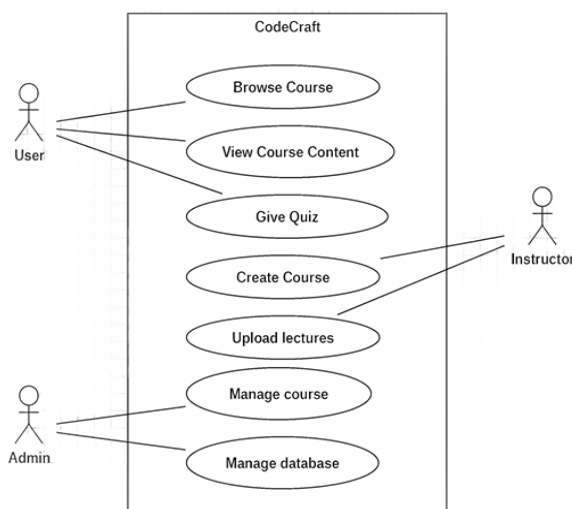 CodeCraft
Browse Course
User
View Course Content
Give Quiz
Instructor
Create Course
Upload lectures
Manage course
Admin
Manage database